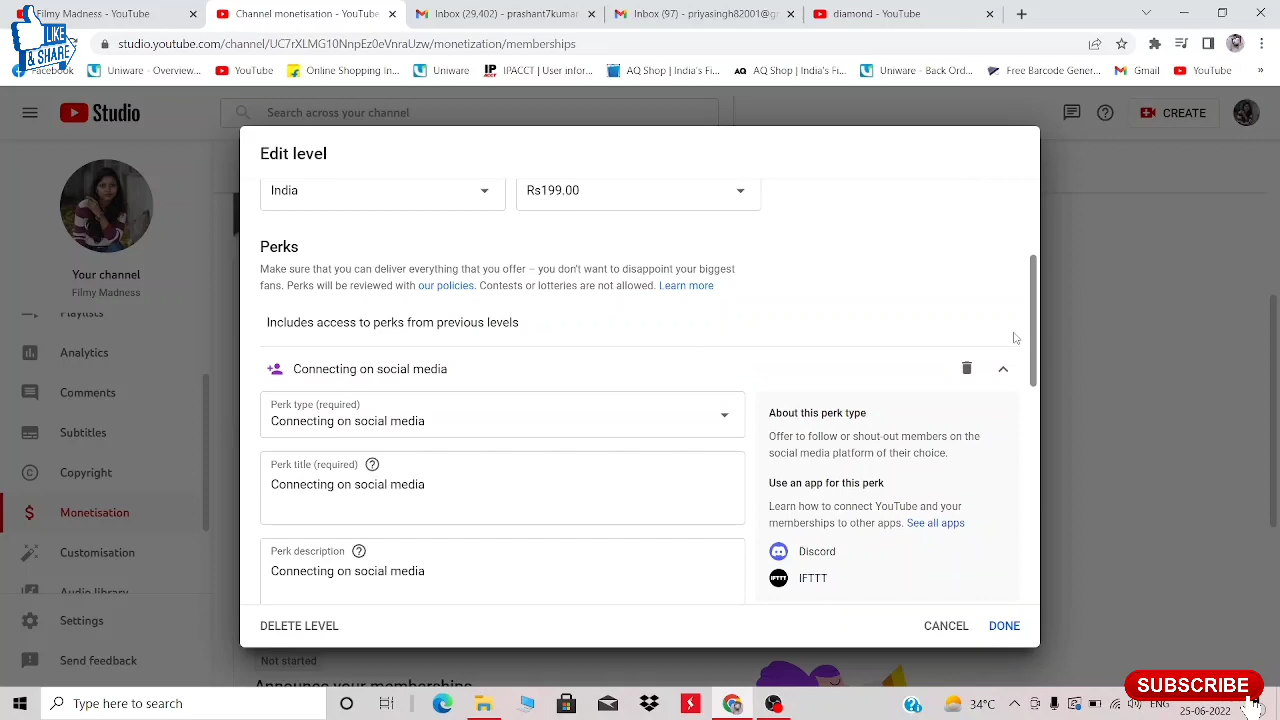 Filmy Madness - YouTube
Channel monetisation - YouTube
Inbox (97) - prashast7kumar
Inbox (97)
diamond - YouTube
LIKE
& SHARE
studio.youtube.com/channel/UC7rXLMG10NnpEz0eVnraUzw/monetization/memberships
Facebook
Uniware - Overview...
YouTube
Online Shopping In...
Uniware
IPACCT | User infor...
AQ Shop | India's Fi...
AQ Shop | India's Fi...
Uniware - Back Ord...
Free Barcode Gener...
Gmail
YouTube
»
Studio
Search across your channel
CREATE
Edit level
India
Rs199.00
Your channel
Filmy Madness
Perks
Make sure that you can deliver everything that you offer – you don't want to disappoint your biggest
fans. Perks will be reviewed with our policies. Contests or lotteries are not allowed. Learn more
Includes access to perks from previous levels
Playlists
Analytics
Comments
Subtitles
Copyright
Monetisation
Customisation
Audio library
Settings
Send feedback
Connecting on social media
Perk type (required)
Connecting on social media
Perk title (required)
Connecting on social media
Perk description
Connecting on social media
About this perk type
Offer to follow or shout-out members on the
social media platform of their choice.
Use an app for this perk
Learn how to connect YouTube and your
memberships to other apps. See all apps
Discord
IFTTT
DELETE LEVEL
CANCEL
DONE
Not started
Announce your memberships
SUBSCRIBE
Type here to search
34°C
ENG
25-06-2022